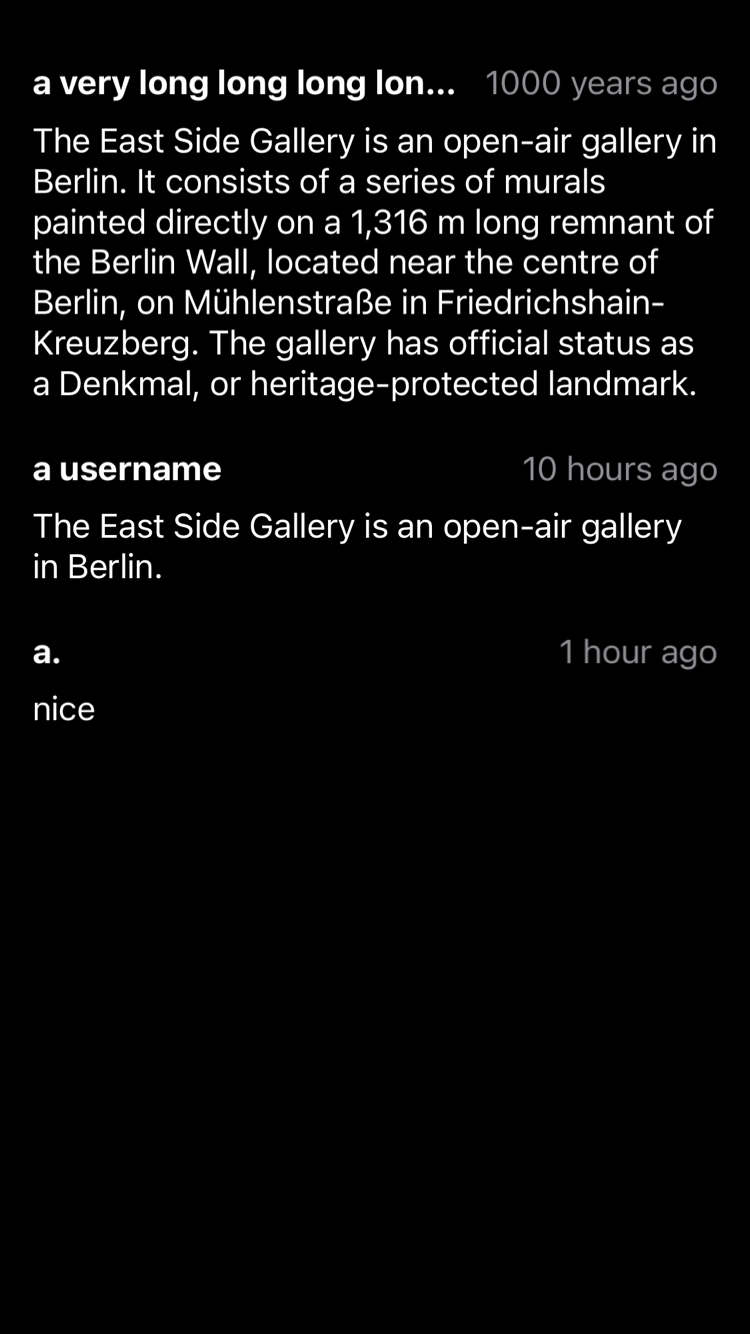 a very long long long lon... 1000 years ago
The East Side Gallery is an open-air gallery in
Berlin. It consists of a series of murals
painted directly on a 1,316 m long remnant of
the Berlin Wall, located near the centre of
Berlin, on Mühlenstraße in Friedrichshain-
Kreuzberg. The gallery has official status as
a Denkmal, or heritage-protected landmark.
a username 10 hours ago
The East Side Gallery is an open-air gallery
in Berlin.
a. 1 hour ago
nice